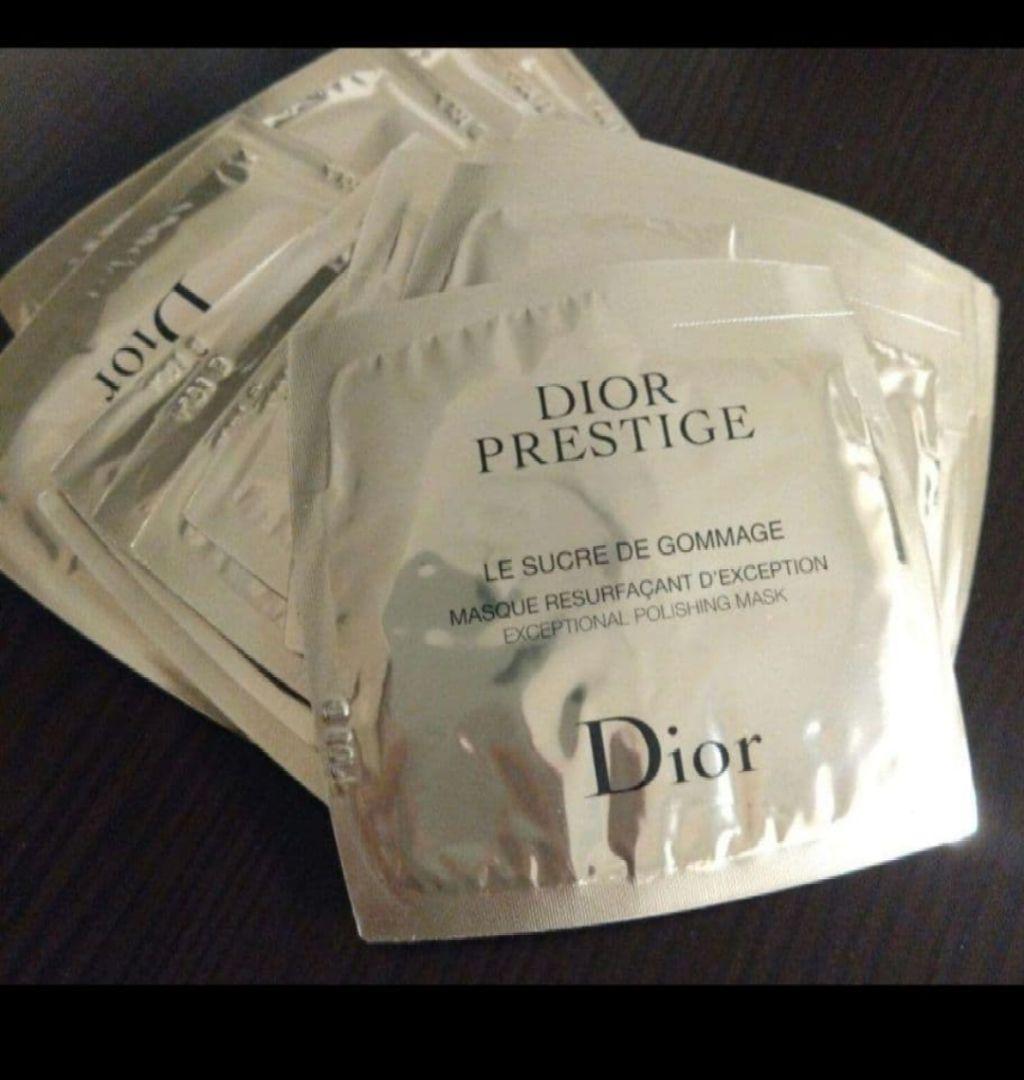 DIOR
PRESTIGE
LE SUCRE DE GOMMAGE
MASQUE RESURFAÇANT D'EXCEPTION
EXCEPTIONAL POLISHING MASK
Dior
Dior